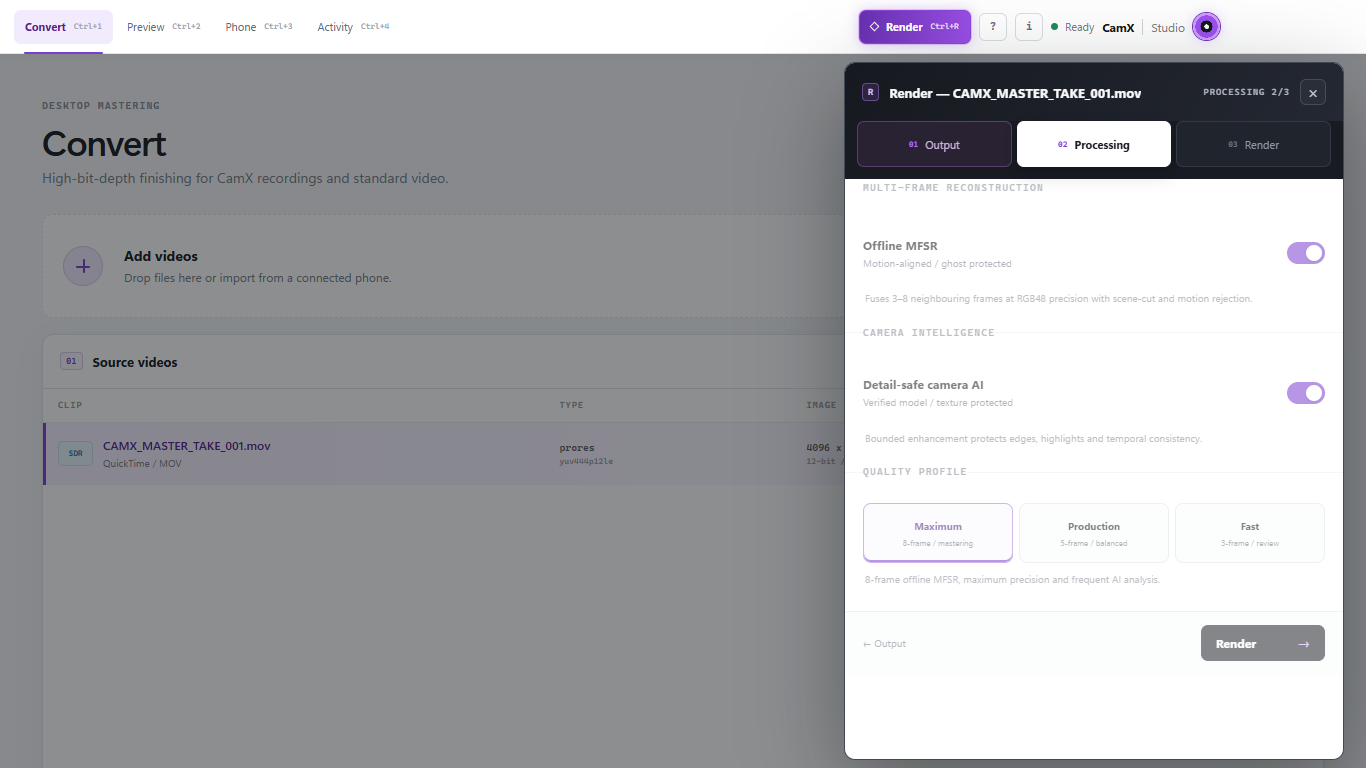 Convert Ctrl+1 Preview Ctrl+2 Phone Ctrl+3 Activity Ctrl+4
Render Ctrl+R ? i Ready CamX Studio
DESKTOP MASTERING
Convert
High-bit-depth finishing for CamX recordings and standard video.
Add videos
Drop files here or import from a connected phone.
01 Source videos
CLIP TYPE IMAGE
SDR CAMX_MASTER_TAKE_001.mov prores 4096 x
QuickTime / MOV yuv444p12le 12-bit /
R Render — CAMX_MASTER_TAKE_001.mov PROCESSING 2/3 ×
01 Output 02 Processing 03 Render
MULTI-FRAME RECONSTRUCTION
Offline MFSR
Motion-aligned / ghost protected
Fuses 3–8 neighbouring frames at RGB48 precision with scene-cut and motion rejection.
CAMERA INTELLIGENCE
Detail-safe camera AI
Verified model / texture protected
Bounded enhancement protects edges, highlights and temporal consistency.
QUALITY PROFILE
Maximum Production Fast
8-frame / mastering 5-frame / balanced 3-frame / review
8-frame offline MFSR, maximum precision and frequent AI analysis.
← Output Render →